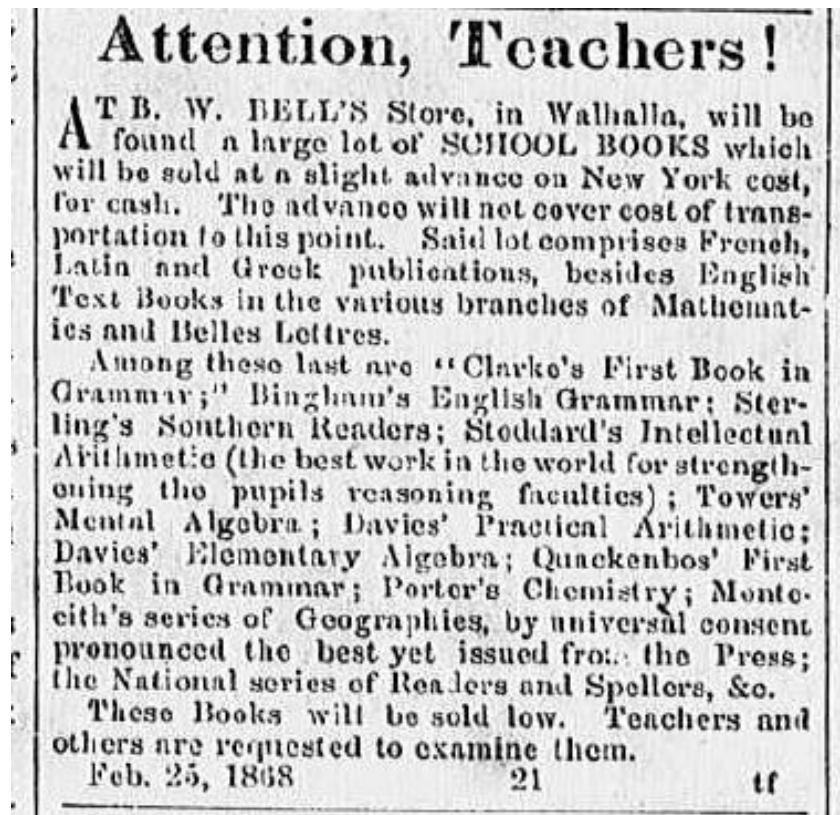 Attention, Teachers!
AT B. W. BELL'S Store, in Walhalla, will be
found a large lot of SCHOOL BOOKS which
will be sold at a slight advance on New York cost,
for cash. The advance will not cover cost of trans-
portation to this point. Said lot comprises French,
Latin and Greek publications, besides English
Text Books in the various branches of Mathemat-
ics and Belles Lettres.
Among these last are "Clarke's First Book in
Grammar;" Bingham's English Grammar; Ster-
ling's Southern Readers; Stoddard's Intellectual
Arithmetic (the best work in the world for strength-
ening the pupils reasoning faculties); Towers'
Mental Algebra; Davies' Practical Arithmetic;
Davies' Elementary Algebra; Quackenbos' First
Book in Grammar; Porter's Chemistry; Monte-
eith's series of Geographies, by universal consent
pronounced the best yet issued from the Press;
the National series of Readers and Spellers, &c.
These Books will be sold low. Teachers and
others are requested to examine them.
Feb. 25, 1868 21 tf